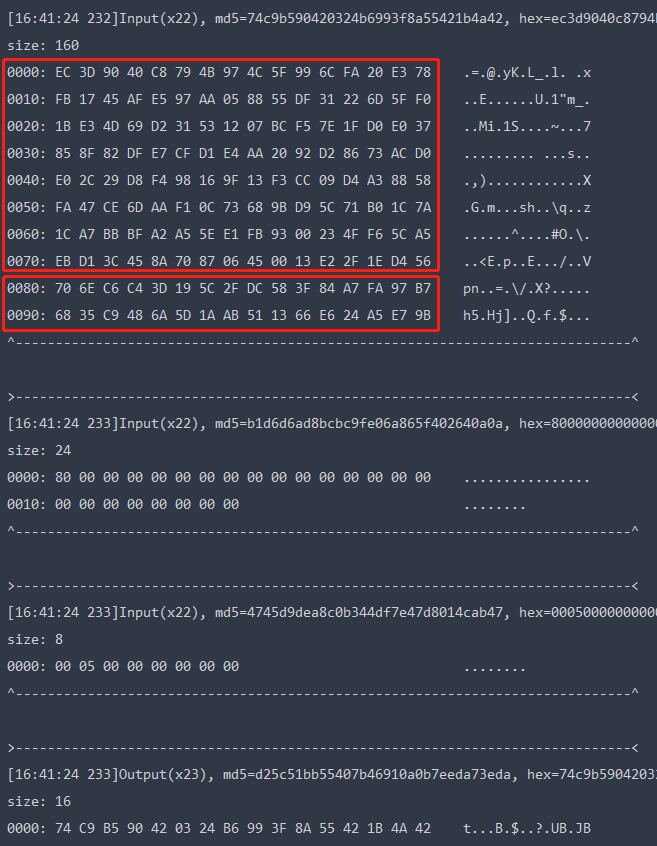 [16:41:24 232]Input(x22), md5=74c9b590420324b6993f8a55421b4a42, hex=ec3d9040c8794b
size: 160
0000: EC 3D 90 40 C8 79 4B 97 4C 5F 99 6C FA 20 E3 78 .=.@.yK.L_.l. .x
0010: FB 17 45 AF E5 97 AA 05 88 55 DF 31 22 6D 5F F0 ..E......U.1"m_.
0020: 1B E3 4D 69 D2 31 53 12 07 BC F5 7E 1F D0 E0 37 ..Mi.1S....~...7
0030: 85 8F 82 DF E7 CF D1 E4 AA 20 92 D2 86 73 AC D0 ......... ...s..
0040: E0 2C 29 D8 F4 98 16 9F 13 F3 CC 09 D4 A3 88 58 .,)............X
0050: FA 47 CE 6D AA F1 0C 73 68 9B D9 5C 71 B0 1C 7A .G.m...sh..\q..z
0060: 1C A7 BB BF A2 A5 5E E1 FB 93 00 23 4F F6 5C A5 ......^....#O.\.
0070: EB D1 3C 45 8A 70 87 06 45 00 13 E2 2F 1E D4 56 ..<E.p..E.../..V
0080: 70 6E C6 C4 3D 19 5C 2F DC 58 3F 84 A7 FA 97 B7 pn..=.\/.X?.....
0090: 68 35 C9 48 6A 5D 1A AB 51 13 66 E6 24 A5 E7 9B h5.Hj]..Q.f.$...
^-----------------------------------------------------------------------------^
>-----------------------------------------------------------------------------<
[16:41:24 233]Input(x22), md5=b1d6d6ad8bcbc9fe06a865f402640a0a, hex=8000000000000
size: 24
0000: 80 00 00 00 00 00 00 00 00 00 00 00 00 00 00 00 ................
0010: 00 00 00 00 00 00 00 00 ........
^-----------------------------------------------------------------------------^
>-----------------------------------------------------------------------------<
[16:41:24 233]Input(x22), md5=4745d9dea8c0b344df7e47d8014cab47, hex=0005000000000
size: 8
0000: 00 05 00 00 00 00 00 00 ........
^-----------------------------------------------------------------------------^
>-----------------------------------------------------------------------------<
[16:41:24 233]Output(x23), md5=d25c51bb55407b46910a0b7eeda73eda, hex=74c9b5904203
size: 16
0000: 74 C9 B5 90 42 03 24 B6 99 3F 8A 55 42 1B 4A 42 t...B.$..?.UB.JB